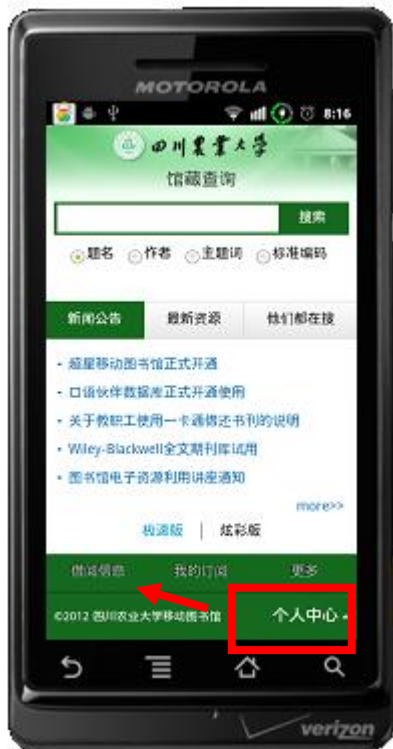 MOTOROLA
8:16
四川农业大学
馆藏查询
搜索
题名 作者 主题词 标准编码
新闻公告 最新资源 他们都在搜
超星移动图书馆正式开通
口语伙伴数据库正式开通使用
关于教职工使用一卡通借还书刊的说明
Wiley-Blackwell全文期刊库试用
图书馆电子资源利用讲座通知
more>>
极速版 | 炫彩版
借阅信息 我的订阅 更多
©2012 四川农业大学移动图书馆 个人中心
verizon